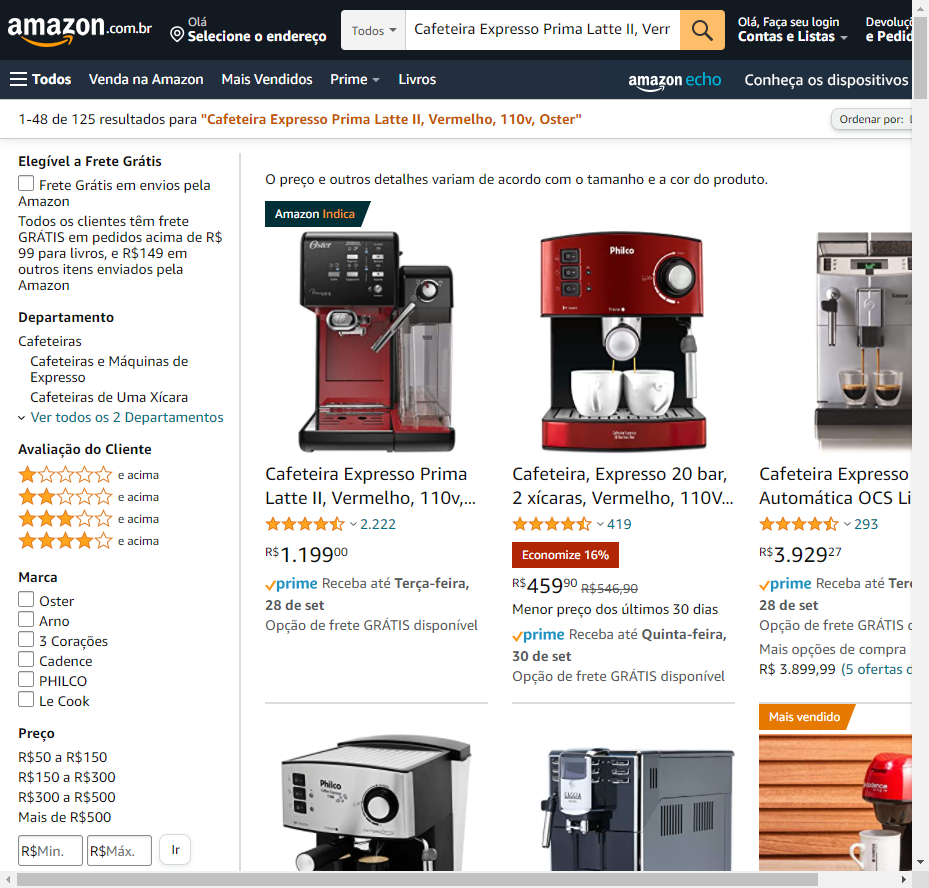 amazon.com.br
Olá
Selecione o endereço
Todos
Cafeteira Expresso Prima Latte II, Verr
Olá, Faça seu login
Contas e Listas
Devoluçõ
e Pedid
Todos
Venda na Amazon
Mais Vendidos
Prime
Livros
amazon echo
Conheça os dispositivos
1-48 de 125 resultados para "Cafeteira Expresso Prima Latte II, Vermelho, 110v, Oster"
Ordenar por:
Elegível a Frete Grátis
Frete Grátis em envios pela
Amazon
Todos os clientes têm frete
GRÁTIS em pedidos acima de R$
99 para livros, e R$149 em
outros itens enviados pela
Amazon
Departamento
Cafeteiras
Cafeteiras e Máquinas de
Expresso
Cafeteiras de Uma Xícara
Ver todos os 2 Departamentos
Avaliação do Cliente
e acima
e acima
e acima
e acima
Marca
Oster
Arno
3 Corações
Cadence
PHILCO
Le Cook
Preço
R$50 a R$150
R$150 a R$300
R$300 a R$500
Mais de R$500
R$ Min.
R$ Máx.
Ir
O preço e outros detalhes variam de acordo com o tamanho e a cor do produto.
Amazon Indica
Oster
Cafeteira Expresso Prima
Latte II, Vermelho, 110v,...
2.222
R$1.19900
prime Receba até Terça-feira,
28 de set
Opção de frete GRÁTIS disponível
Philco
Cafeteira, Expresso 20 bar,
2 xícaras, Vermelho, 110V...
419
Economize 16%
R$45990 R$546,90
Menor preço dos últimos 30 dias
prime Receba até Quinta-feira,
30 de set
Opção de frete GRÁTIS disponível
Cafeteira Expresso
Automática OCS Li
293
R$3.92927
prime Receba até Terç
28 de set
Opção de frete GRÁTIS d
Mais opções de compra
R$ 3.899,99 (5 ofertas d
Philco
GAGGIA
Mais vendido